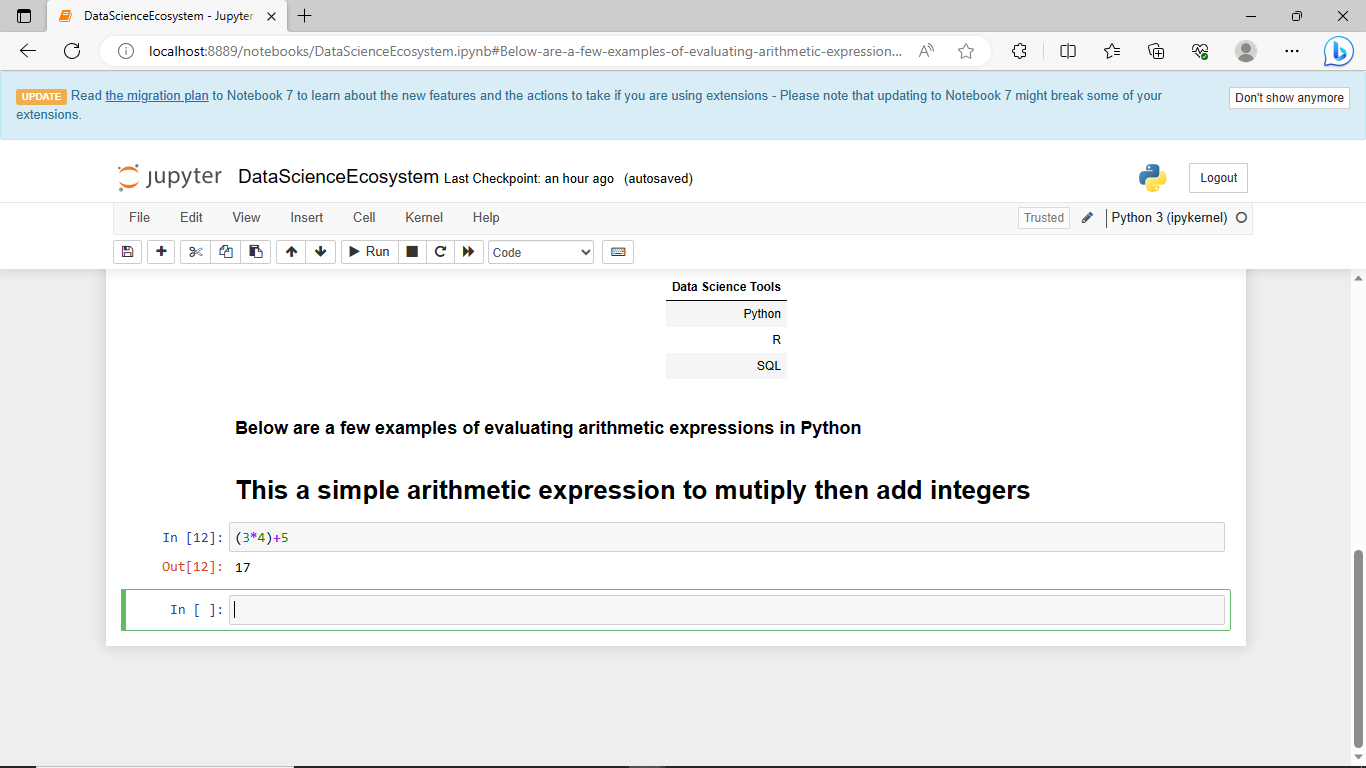 DataScienceEcosystem - Jupyter
localhost:8889/notebooks/DataScienceEcosystem.ipynb#Below-are-a-few-examples-of-evaluating-arithmetic-expression...
UPDATE Read the migration plan to Notebook 7 to learn about the new features and the actions to take if you are using extensions - Please note that updating to Notebook 7 might break some of your
extensions.
Don't show anymore
jupyter DataScienceEcosystem Last Checkpoint: an hour ago (autosaved)
Logout
File Edit View Insert Cell Kernel Help
Trusted
Python 3 (ipykernel)
Run
Code
Data Science Tools
Python
R
SQL
Below are a few examples of evaluating arithmetic expressions in Python
This a simple arithmetic expression to mutiply then add integers
In [12]: (3*4)+5
Out[12]: 17
In [ ]: